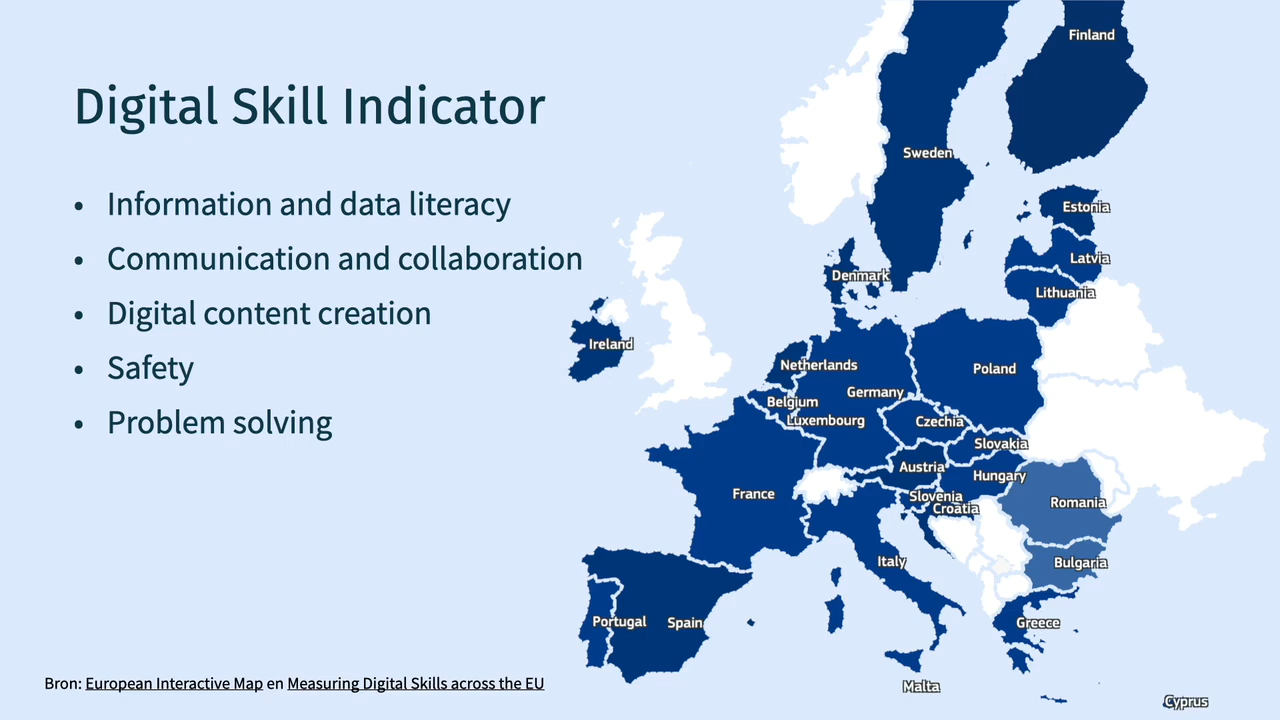 Digital Skill Indicator
• Information and data literacy
• Communication and collaboration
• Digital content creation
• Safety
• Problem solving
Bron: European Interactive Map en Measuring Digital Skills across the EU
Finland
Sweden
Estonia
Latvia
Denmark
Lithuania
Ireland
Netherlands
Poland
Germany
Belgium
Luxembourg
Czechia
Slovakia
Austria
Hungary
France
Slovenia
Croatia
Romania
Italy
Bulgaria
Portugal
Spain
Greece
Malta
Cyprus